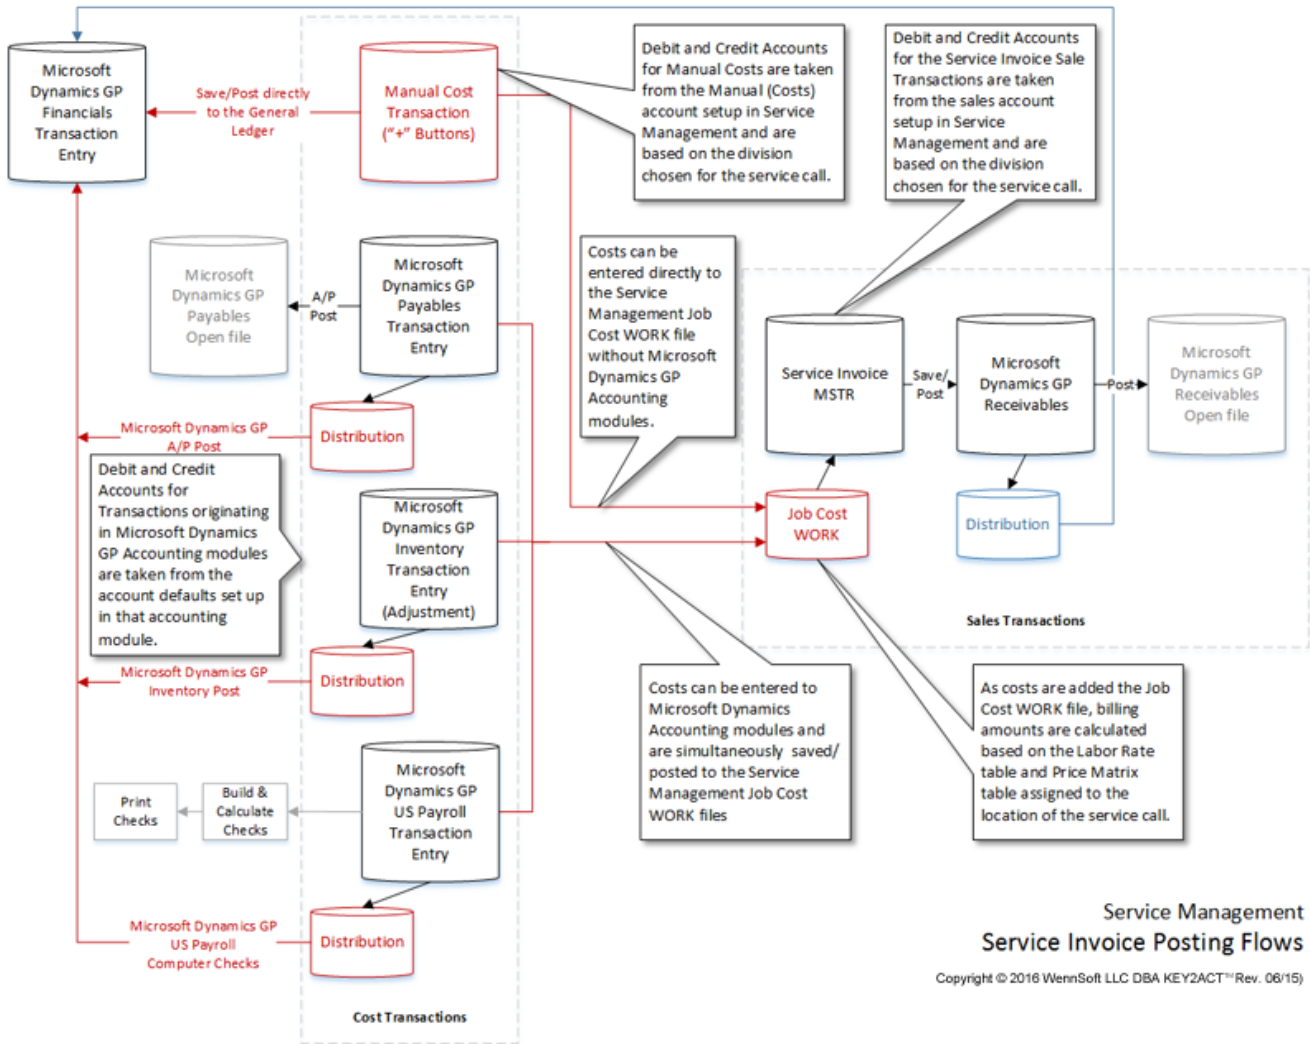 Microsoft
Dynamics GP
Financials
Transaction
Entry
Save/Post directly
to the General
Ledger
Manual Cost
Transaction
("+" Buttons)
Debit and Credit Accounts
for Manual Costs are taken
from the Manual (Costs)
account setup in Service
Management and are
based on the division
chosen for the service call.
Debit and Credit Accounts
for the Service Invoice Sale
Transactions are taken
from the sales account
setup in Service
Management and are
based on the division
chosen for the service call.
Microsoft
Dynamics GP
Payables
Open file
A/P
Post
Microsoft
Dynamics GP
Payables
Transaction
Entry
Costs can be
entered directly to
the Service
Management Job
Cost WORK file
without Microsoft
Dynamics GP
Accounting
modules.
Service Invoice
MSTR
Save/
Post
Microsoft
Dynamics GP
Receivables
Post
Microsoft
Dynamics GP
Receivables
Open file
Microsoft Dynamics GP
A/P Post
Distribution
Debit and Credit
Accounts for
Transactions originating
in Microsoft Dynamics
GP Accounting modules
are taken from the
account defaults set up
in that accounting
module.
Microsoft
Dynamics GP
Inventory
Transaction
Entry
(Adjustment)
Job Cost
WORK
Distribution
Sales Transactions
Microsoft Dynamics GP
Inventory Post
Distribution
Costs can be entered to
Microsoft Dynamics
Accounting modules and
are simultaneously saved/
posted to the Service
Management Job Cost
WORK files
As costs are added the Job
Cost WORK file, billing
amounts are calculated
based on the Labor Rate
table and Price Matrix
table assigned to the
location of the service call.
Print
Checks
Build &
Calculate
Checks
Microsoft
Dynamics GP
US Payroll
Transaction
Entry
Microsoft Dynamics GP
US Payroll
Computer Checks
Distribution
Cost Transactions
Service Management
Service Invoice Posting Flows
Copyright © 2016 WennSoft LLC DBA KEY2ACT™ Rev. 06/15)